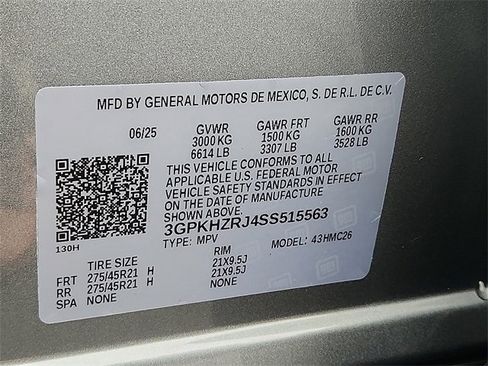 MFD BY GENERAL MOTORS DE MEXICO, S. DE R.L. DE C.V.
06/25 GVWR GAWR FRT GAWR RR
3000 KG 1500 KG 1600 KG
6614 LB 3307 LB 3528 LB
THIS VEHICLE CONFORMS TO ALL
APPLICABLE U.S. FEDERAL MOTOR
VEHICLE SAFETY STANDARDS IN EFFECT
ON THE DATE OF MANUFACTURE.
3GPKHZRJ4SS515563
130H TYPE: MPV MODEL: 43HMC26
TIRE SIZE RIM
FRT 275/45R21 H 21X9.5J
RR 275/45R21 H 21X9.5J
SPA NONE NONE